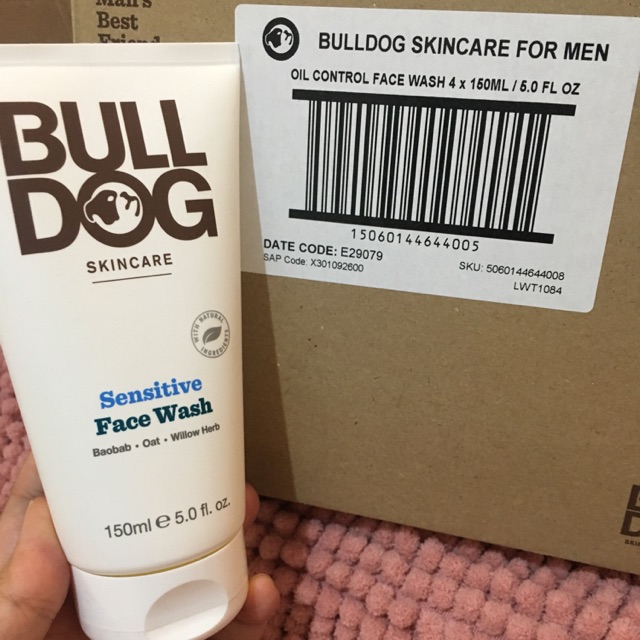 Man's
Best
Friend
BULLDOG SKINCARE FOR MEN
OIL CONTROL FACE WASH 4 x 150ML / 5.0 FL OZ
15060144644005
DATE CODE: E29079
SAP Code: X301092600
SKU: 5060144644008
LWT1084
BULL
DOG
SKINCARE
WITH NATURAL INGREDIENTS
Sensitive
Face Wash
Baobab • Oat • Willow Herb
150ml ℮ 5.0 fl. oz.